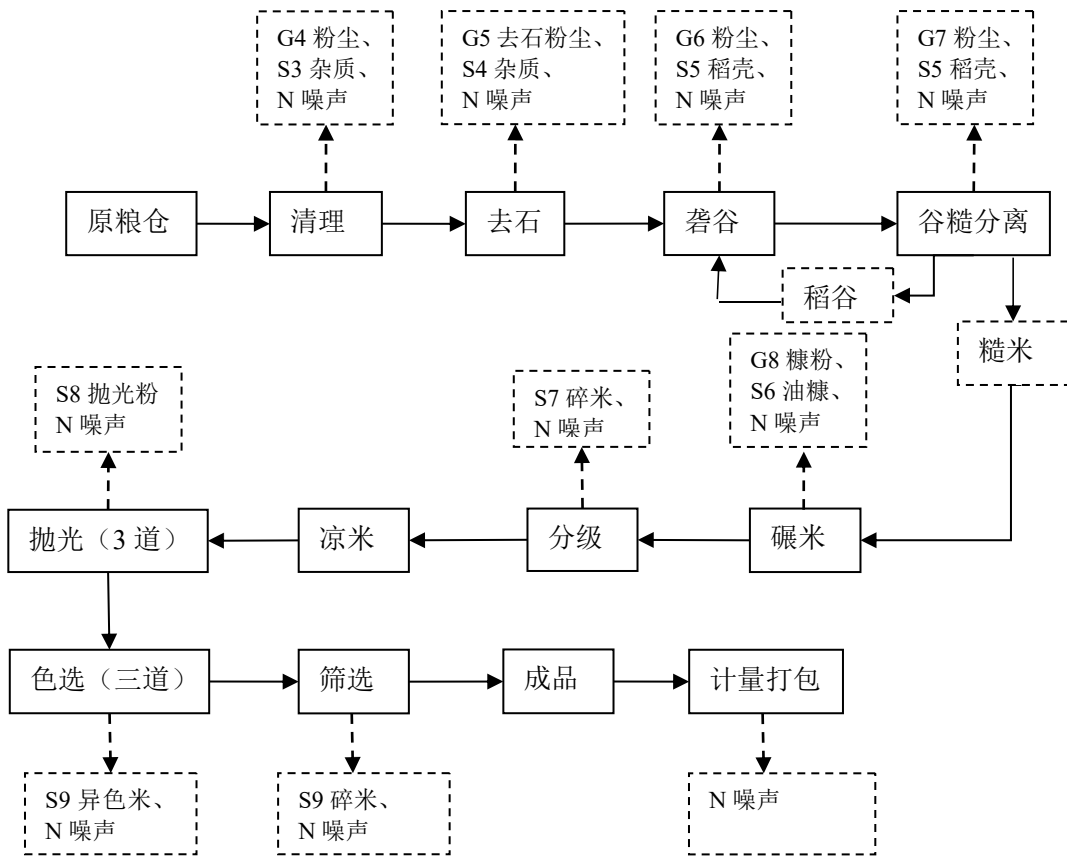 G4 粉尘、
S3 杂质、
N 噪声
G5 去石粉尘、
S4 杂质、
N 噪声
G6 粉尘、
S5 稻壳、
N 噪声
G7 粉尘、
S5 稻壳、
N 噪声
原粮仓
清理
去石
砻谷
谷糙分离
稻谷
糙米
S8 抛光粉
N 噪声
S7 碎米、
N 噪声
G8 糠粉、
S6 油糠、
N 噪声
抛光（3 道）
凉米
分级
碾米
色选（三道）
筛选
成品
计量打包
S9 异色米、
N 噪声
S9 碎米、
N 噪声
N 噪声